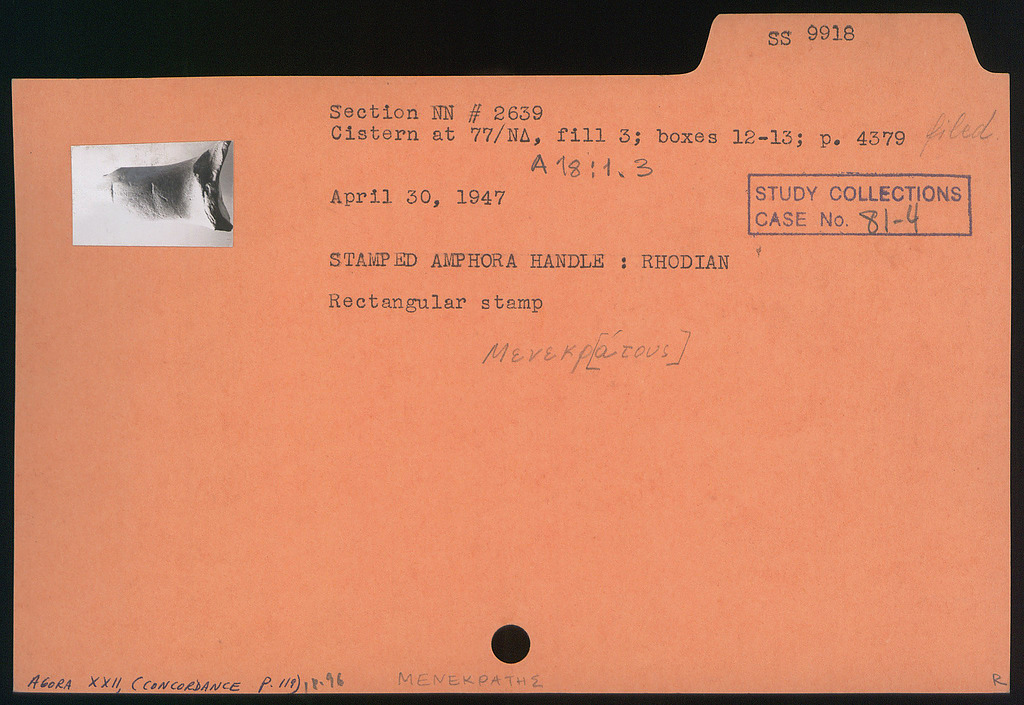 SS 9918
Section NN # 2639
Cistern at 77/ΝΔ, fill 3; boxes 12-13; p. 4379 filed
A 18:1.3
April 30, 1947
STUDY COLLECTIONS
CASE No. 81-4
STAMPED AMPHORA HANDLE : RHODIAN
Rectangular stamp
Μενεκρ[άτους]
AGORA XXII, (CONCORDANCE P. 119), p. 96 ΜΕΝΕΚΡΑΤΗΣ R